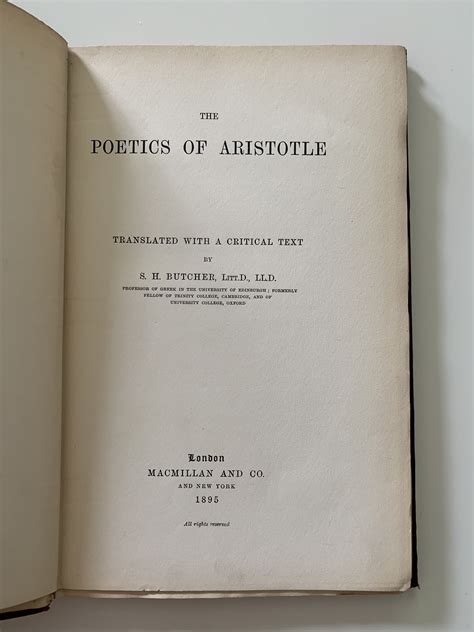 THE
POETICS OF ARISTOTLE
TRANSLATED WITH A CRITICAL TEXT
BY
S. H. BUTCHER, LITT.D., LL.D.
PROFESSOR OF GREEK IN THE UNIVERSITY OF EDINBURGH; FORMERLY
FELLOW OF TRINITY COLLEGE, CAMBRIDGE, AND OF
UNIVERSITY COLLEGE, OXFORD
London
MACMILLAN AND CO.
AND NEW YORK
1895
All rights reserved